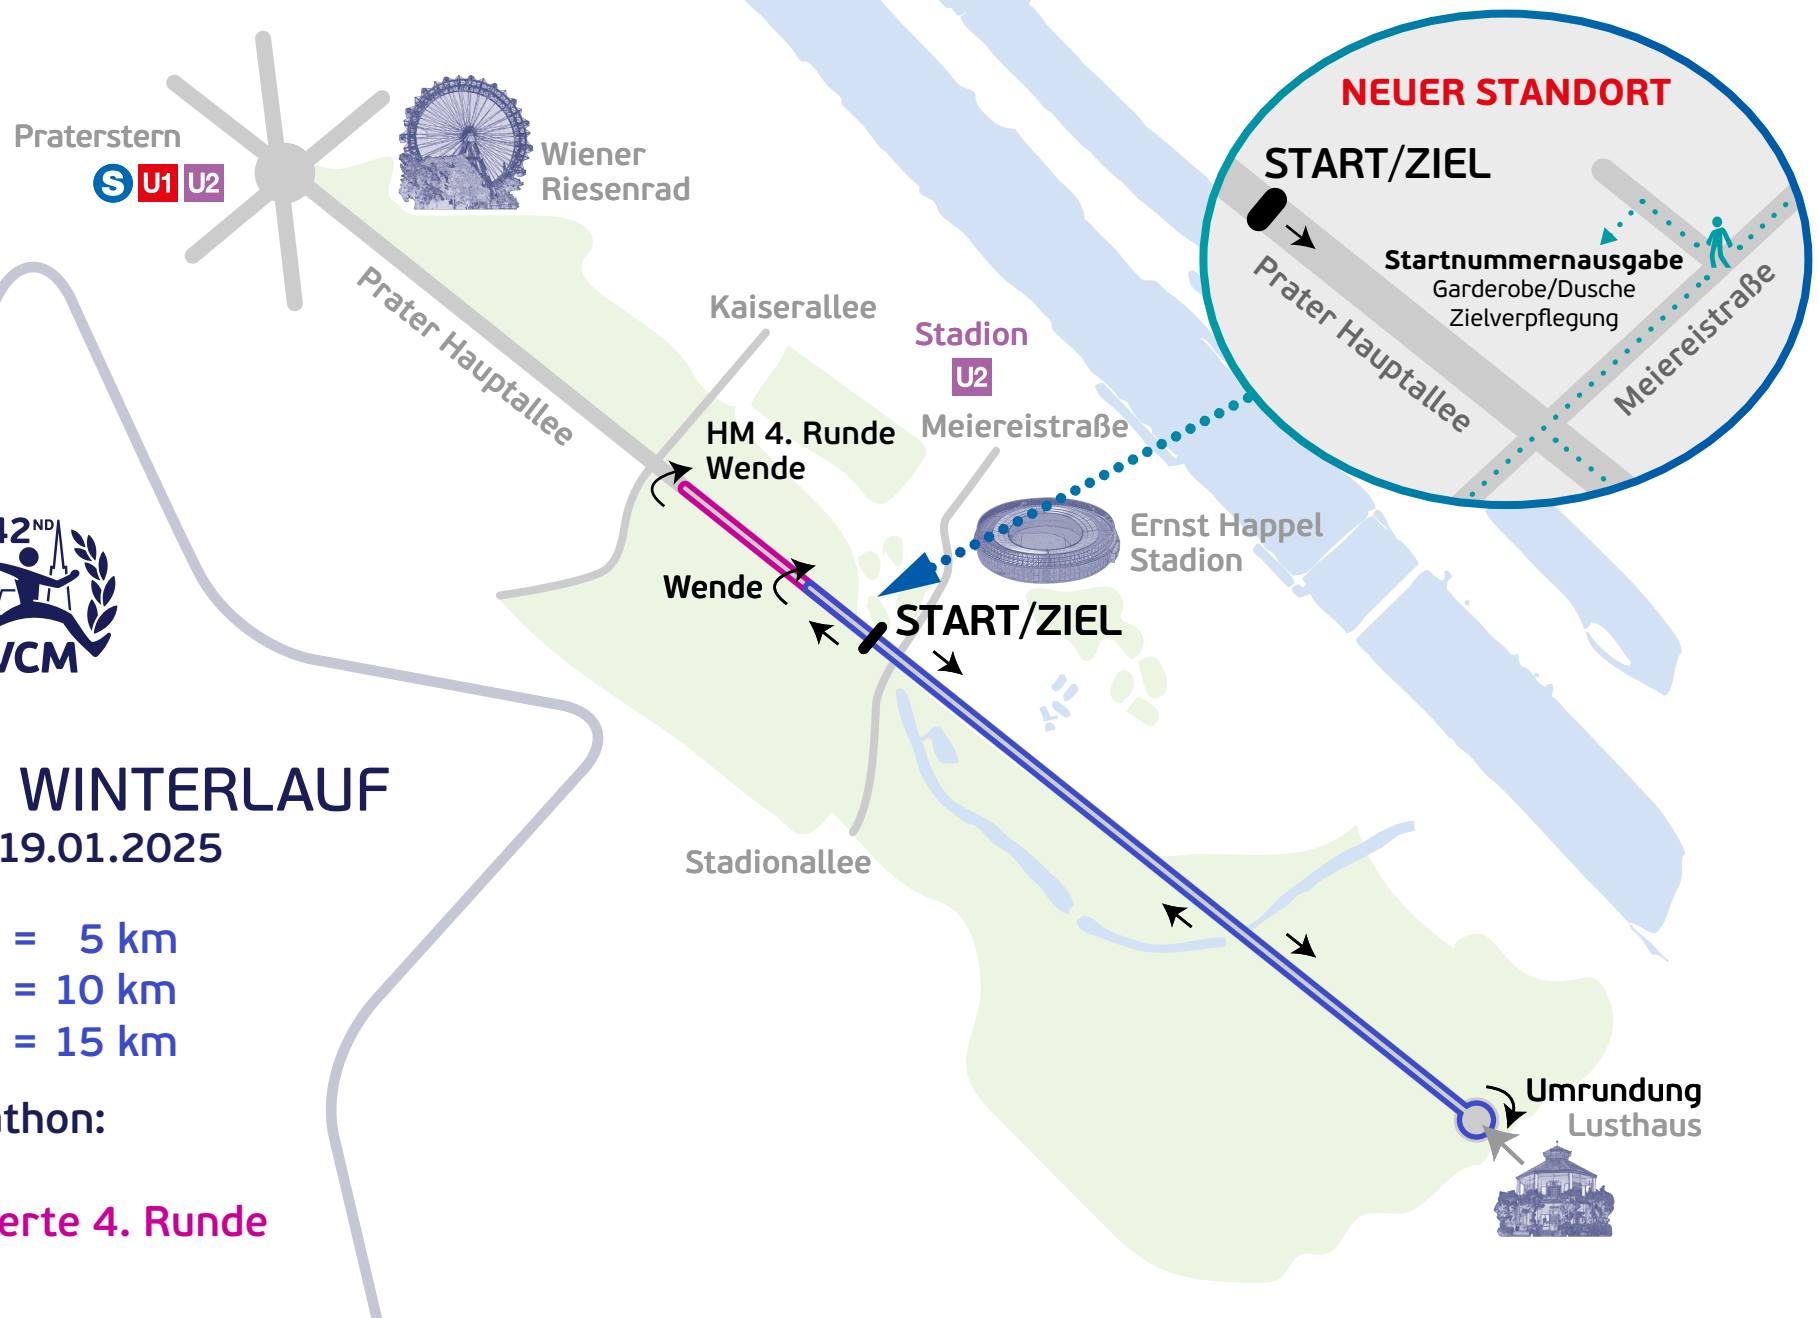 Praterstern
S U1 U2
Wiener
Riesenrad
Prater Hauptallee
Kaiserallee
Stadion
U2
Meiereistraße
HM 4. Runde
Wende
Wende
START/ZIEL
Ernst Happel
Stadion
Stadionallee
Umrundung
Lusthaus
NEUER STANDORT
START/ZIEL
Startnummernausgabe
Garderobe/Dusche
Zielverpflegung
Prater Hauptallee
Meiereistraße
42ND
VCM
WINTERLAUF
19.01.2025
= 5 km
= 10 km
= 15 km
athon:
erte 4. Runde